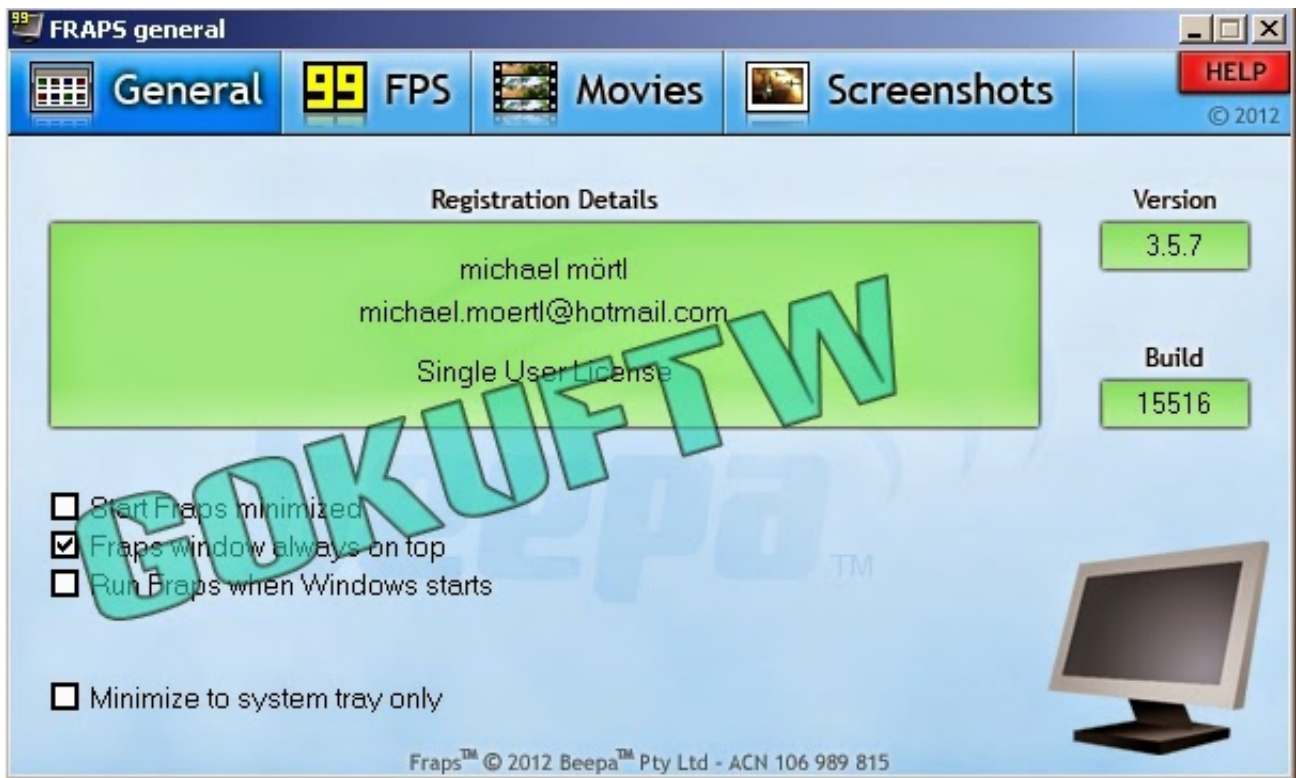 FRAPS general
General 99 FPS Movies Screenshots HELP
© 2012
Registration Details
michael mörtl
michael.moertl@hotmail.com
Single User License
Version
3.5.7
Build
15516
GOKUFTW
Start Fraps minimized
Fraps window always on top
Run Fraps when Windows starts
Minimize to system tray only
beepa TM
Fraps™ © 2012 Beepa™ Pty Ltd - ACN 106 989 815